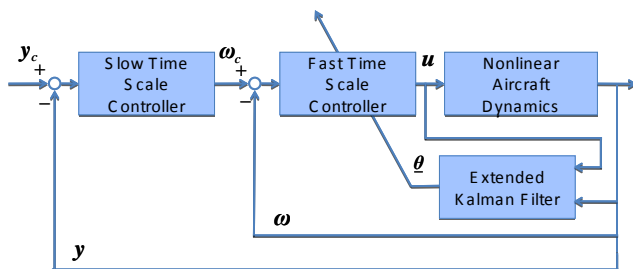 y_c
+
−
Slow Time
Scale
Controller
ω_c
+
−
Fast Time
Scale
Controller
u
Nonlinear
Aircraft
Dynamics
θ
Extended
Kalman Filter
ω
y